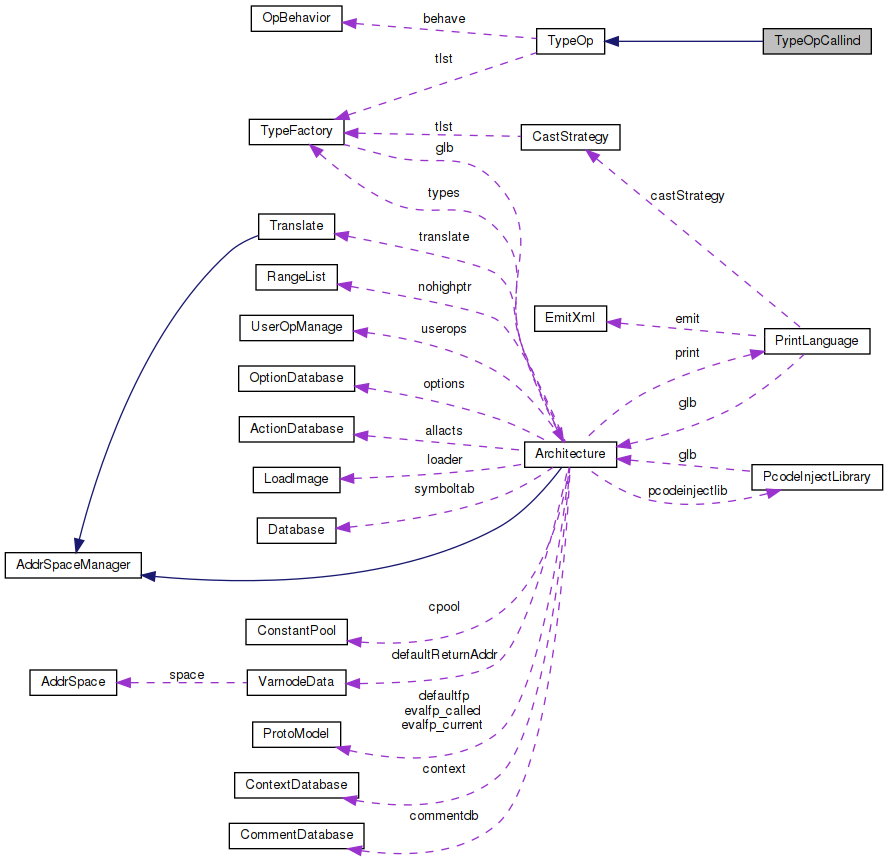 OpBehavior
behave
TypeOp
TypeOpCallind
tlst
TypeFactory
tlst
CastStrategy
glb
types
castStrategy
Translate
translate
RangeList
nohighptr
EmitXml
emit
UserOpManage
userops
PrintLanguage
print
OptionDatabase
options
glb
ActionDatabase
allacts
Architecture
loader
glb
LoadImage
PcodeInjectLibrary
symboltab
pcodeinjectlib
Database
AddrSpaceManager
cpool
ConstantPool
defaultReturnAddr
AddrSpace
space
VarnodeData
defaultfp
evalfp_called
evalfp_current
ProtoModel
context
ContextDatabase
commentdb
CommentDatabase